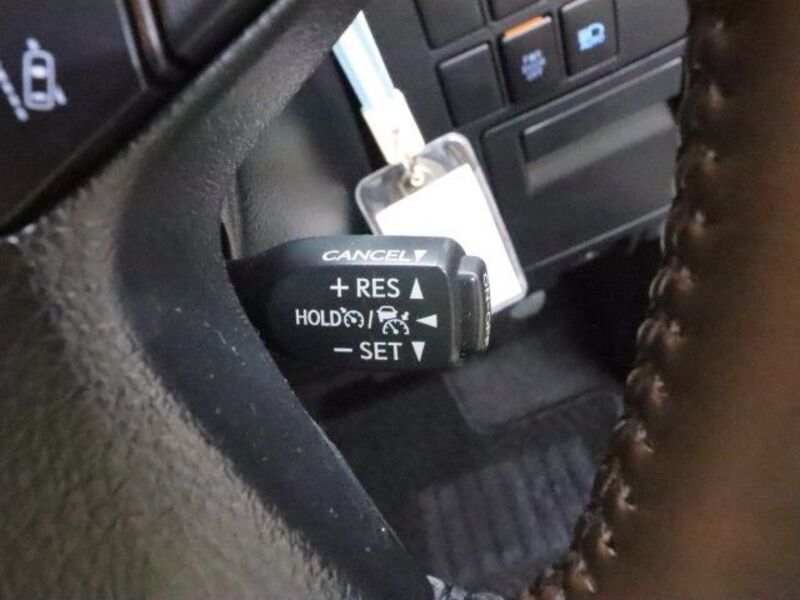 CANCEL▼
+ RES ▲
HOLD / ◄
− SET ▼